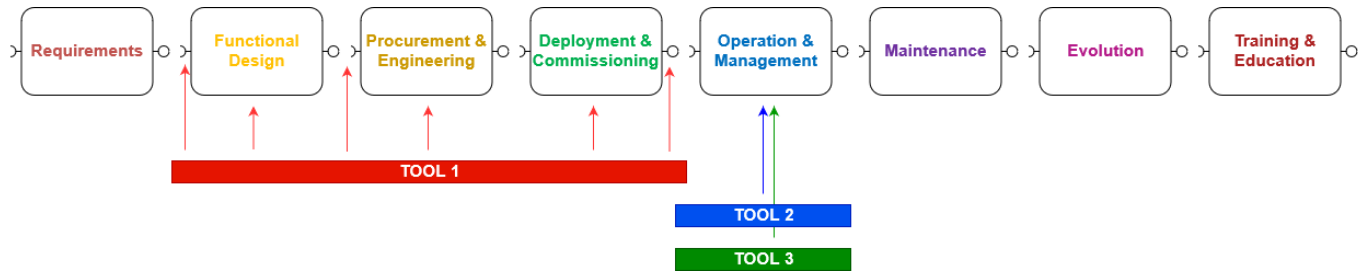 Requirements
Functional
Design
Procurement &
Engineering
Deployment &
Commissioning
Operation &
Management
Maintenance
Evolution
Training &
Education
TOOL 1
TOOL 2
TOOL 3